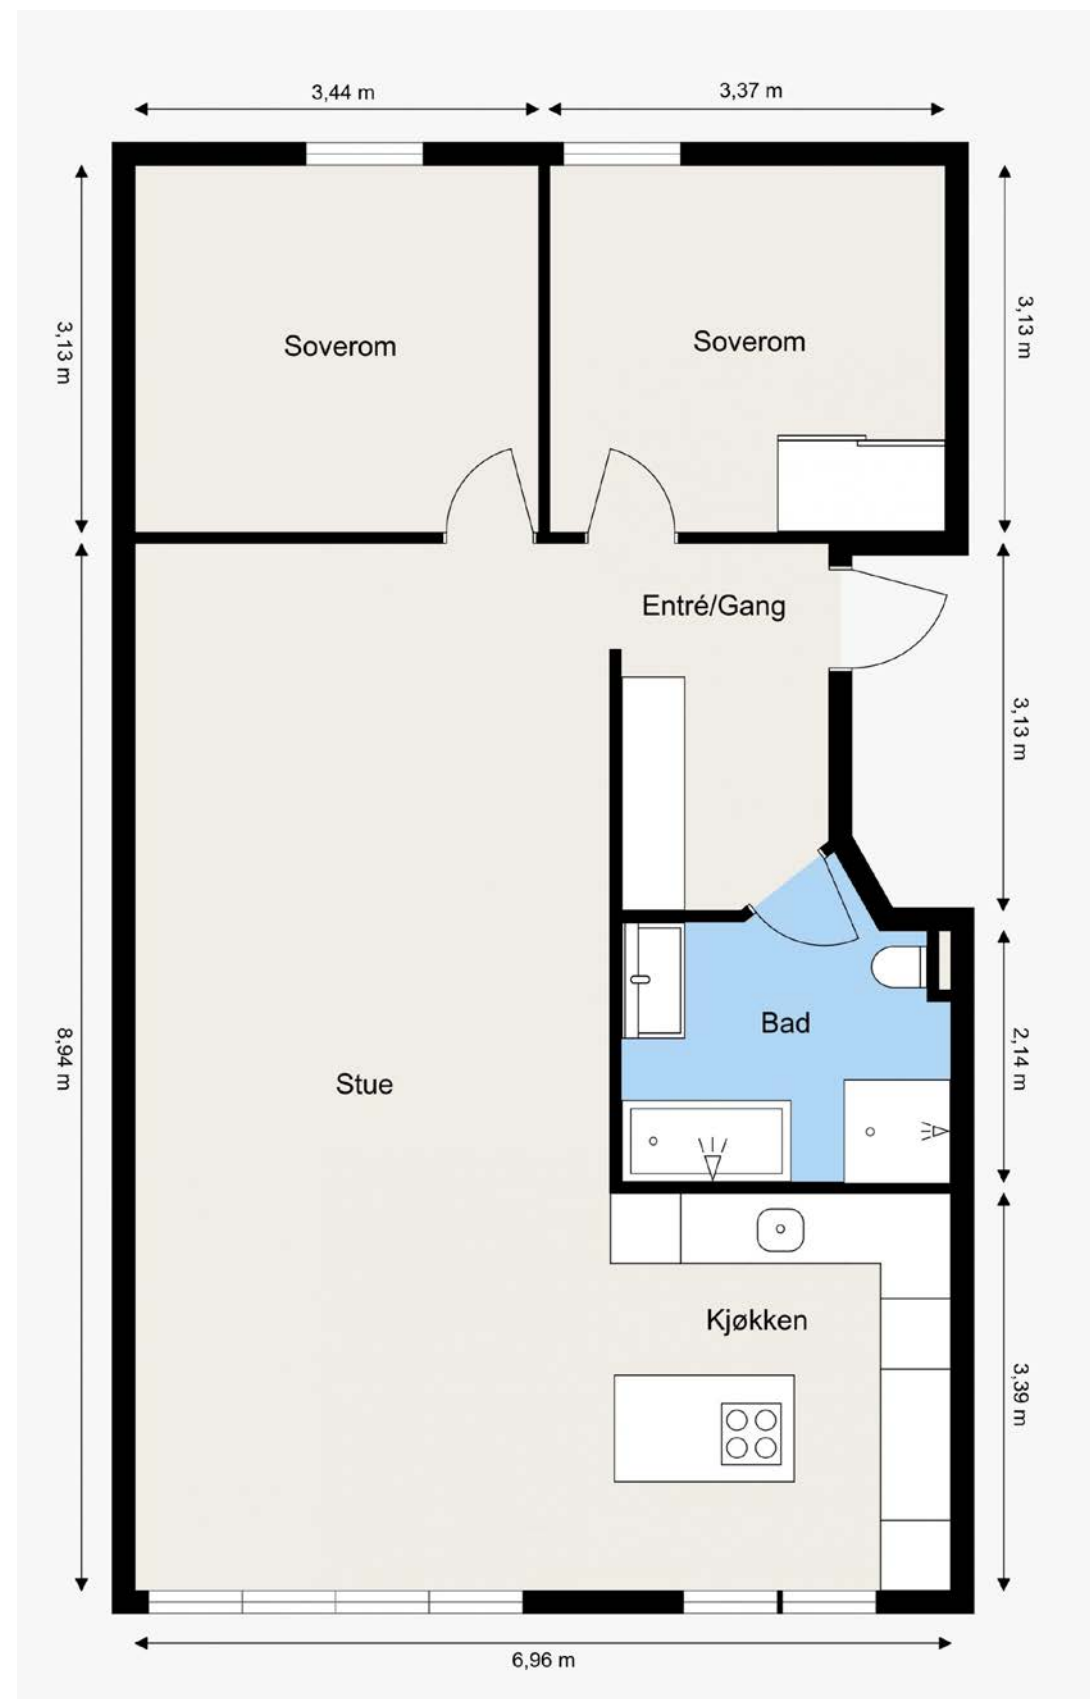 3,44 m
3,37 m
3,13 m
3,13 m
Soverom
Soverom
Entré/Gang
3,13 m
8,94 m
Stue
Bad
2,14 m
Kjøkken
3,39 m
6,96 m